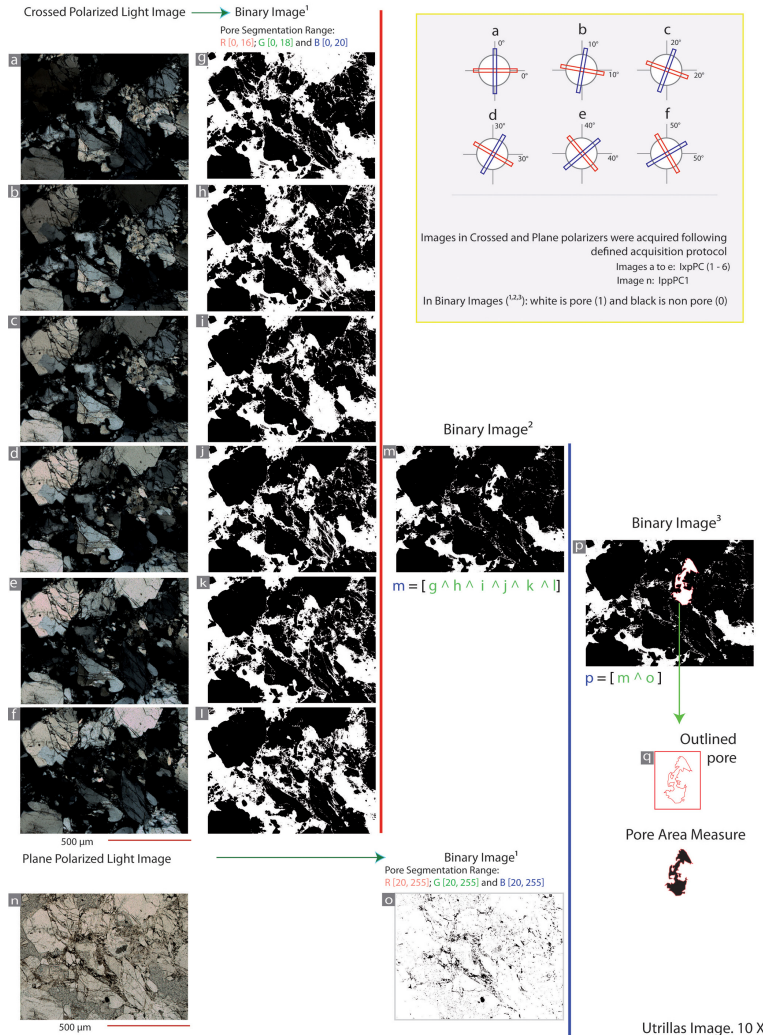 Crossed Polarized Light Image
Binary Image¹
Pore Segmentation Range:
R [0, 16]; G [0, 18] and B [0, 20]
a
g
b
h
c
i
d
j
e
k
f
l
500 µm
a
b
c
0°
0°
10°
10°
20°
20°
d
e
f
30°
30°
40°
40°
50°
50°
Images in Crossed and Plane polarizers were acquired following
defined acquisition protocol
Images a to e: IxpPC (1 - 6)
Image n: IppPC1
In Binary Images (¹,²,³): white is pore (1) and black is non pore (0)
Binary Image²
m
m = [ g ^ h ^ i ^ j ^ k ^ l]
Binary Image³
p
p = [ m ^ o ]
Outlined
pore
q
Pore Area Measure
Plane Polarized Light Image
Binary Image¹
Pore Segmentation Range:
R [20, 255]; G [20, 255] and B [20, 255]
n
o
500 µm
Utrillas Image. 10 X